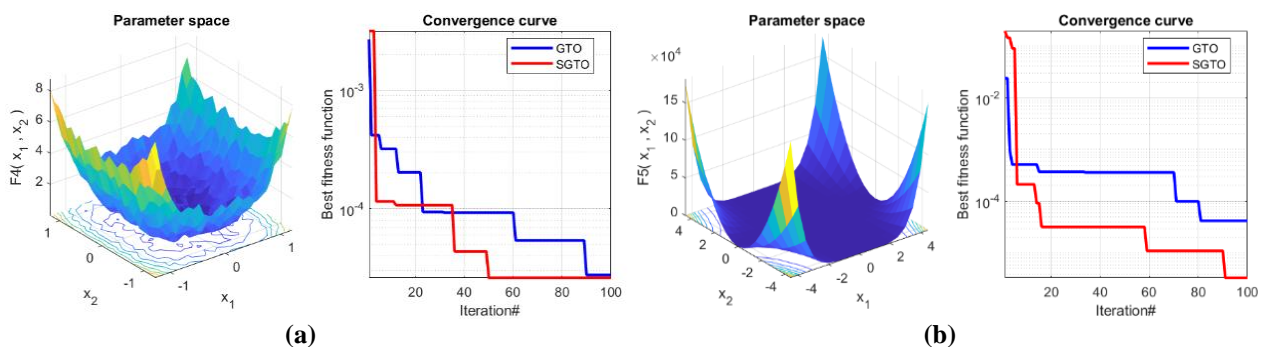 Parameter space
F4( x1 , x2 )
8
6
4
2
1
0
-1
x2
-1
0
1
x1
Convergence curve
GTO
SGTO
Best fitness function
10-3
10-4
20
40
60
80
100
Iteration#
(a)
Parameter space
×104
F5( x1 , x2 )
15
10
5
0
4
2
0
-2
-4
x2
-4
-2
0
2
4
x1
Convergence curve
GTO
SGTO
Best fitness function
10-2
10-4
20
40
60
80
100
Iteration#
(b)